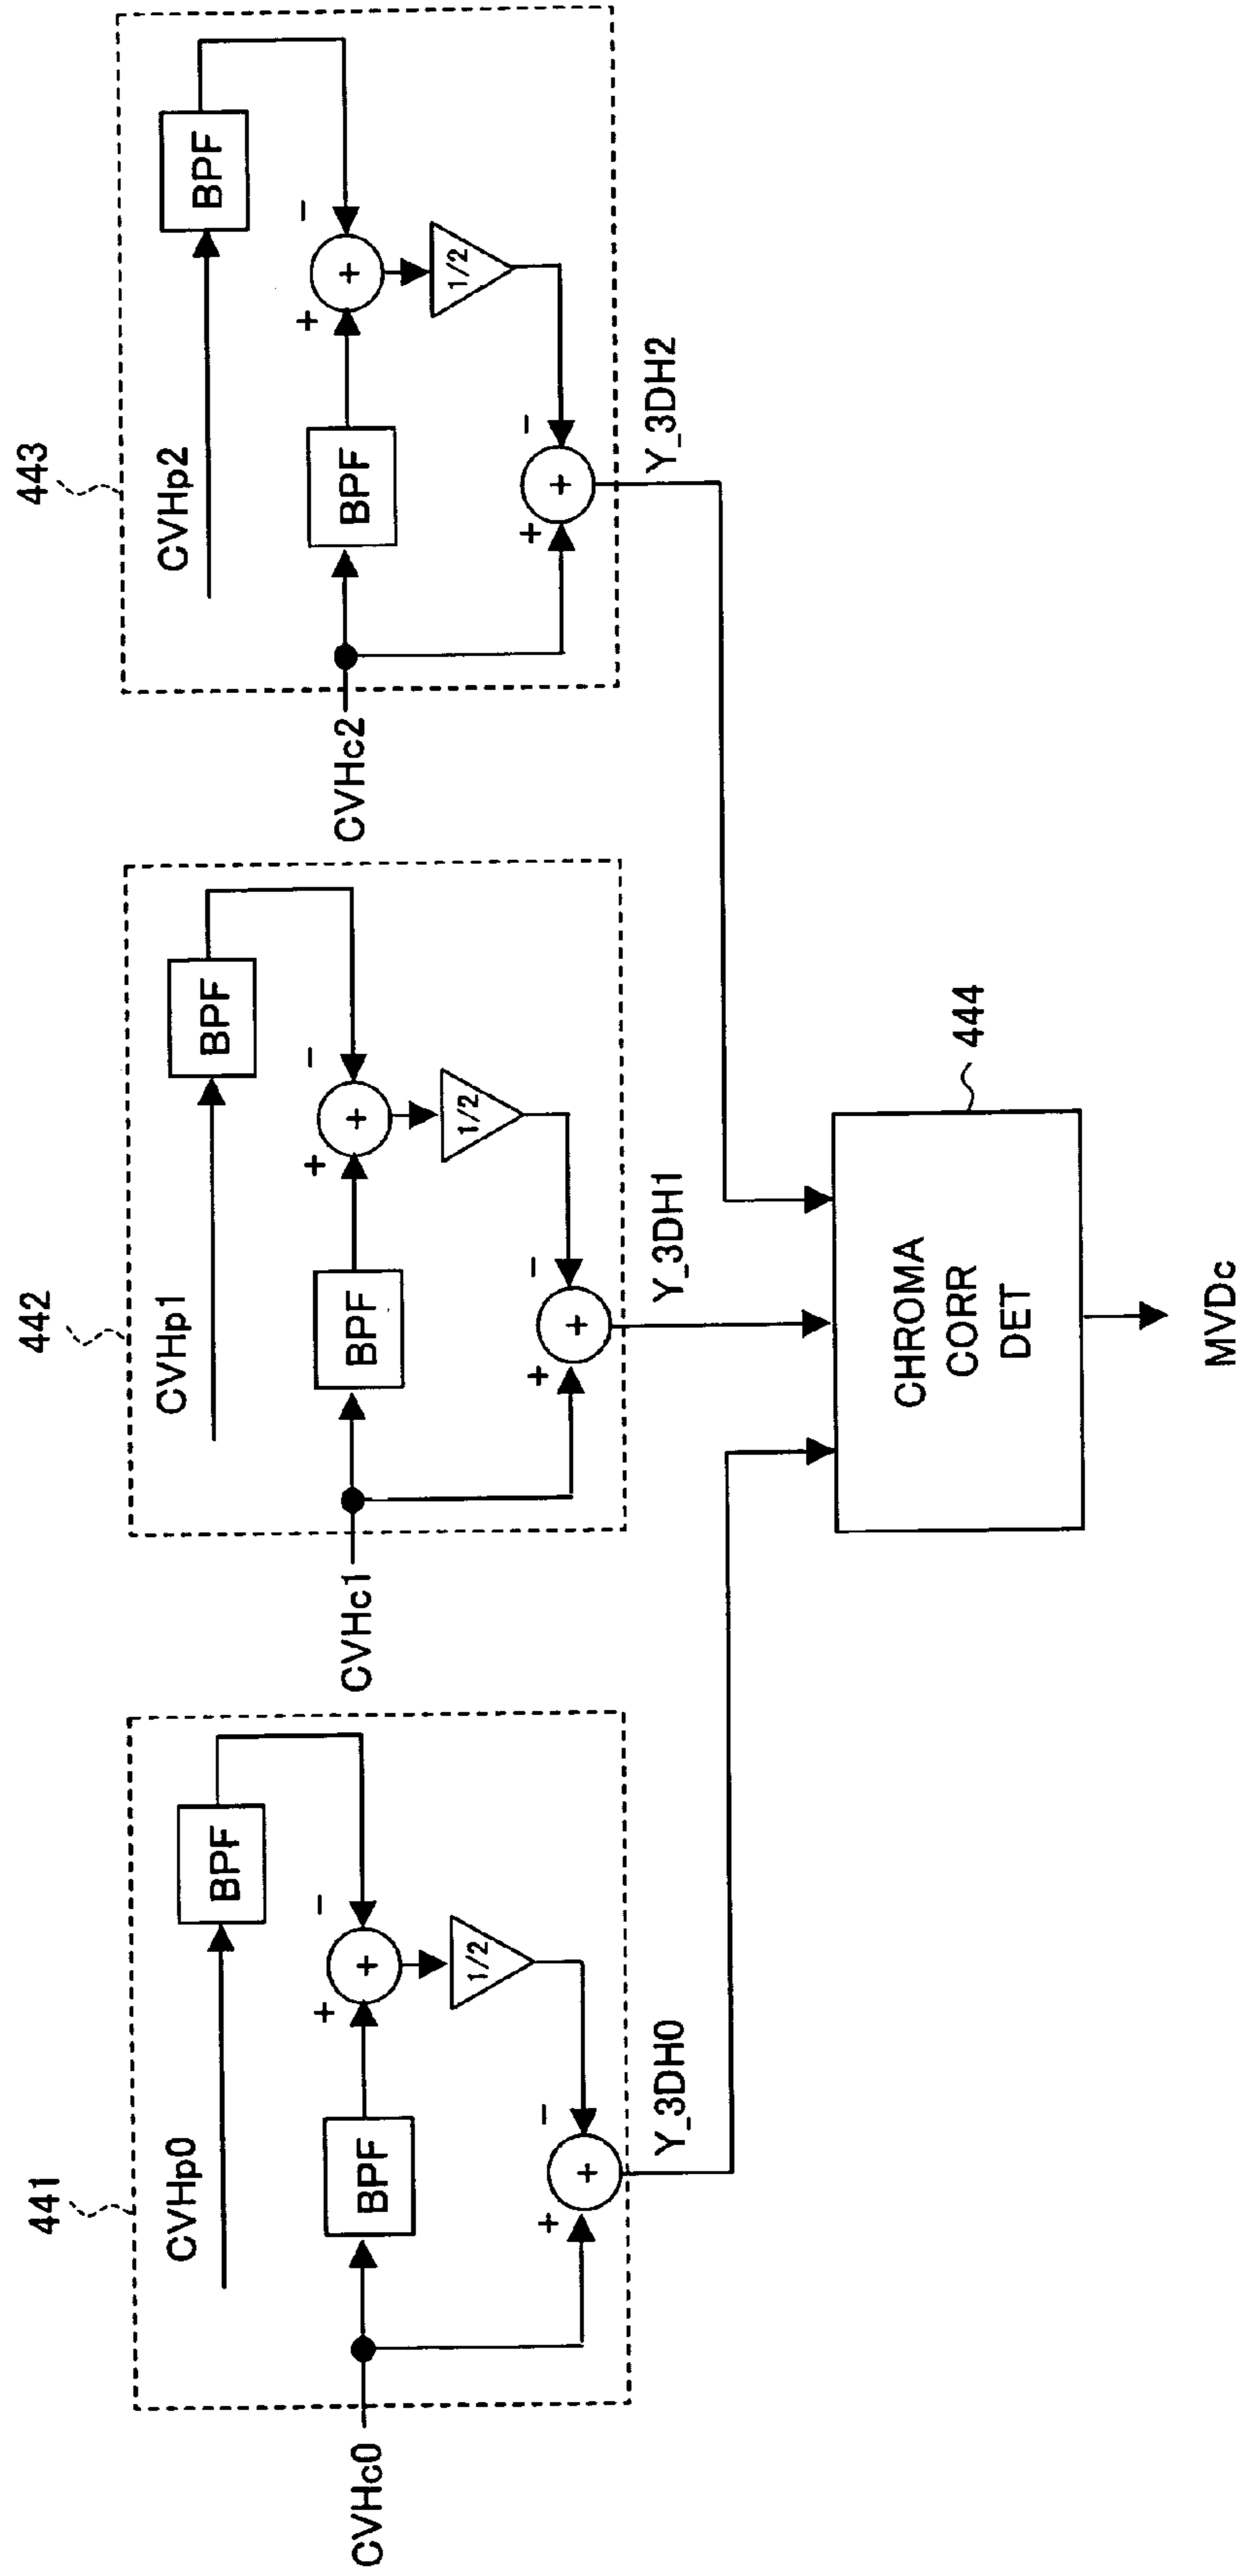 441
CVHp0
BPF
CVHc0
BPF
+
−
+
1/2
+
−
+
Y_3DH0
442
CVHp1
BPF
CVHc1
BPF
+
−
+
1/2
+
−
+
Y_3DH1
443
CVHp2
BPF
CVHc2
BPF
+
−
+
1/2
+
−
+
Y_3DH2
444
CHROMA
CORR
DET
MVDc